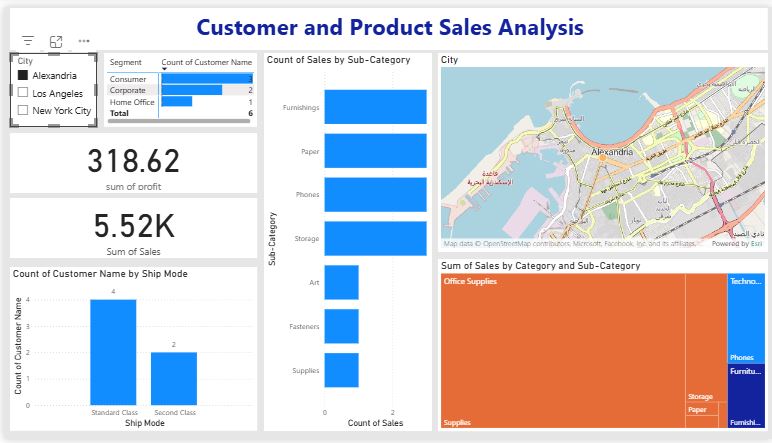 Customer and Product Sales Analysis
City
Alexandria
Los Angeles
New York City
Segment Count of Customer Name
Consumer 3
Corporate 2
Home Office 1
Total 6
318.62
sum of profit
5.52K
Sum of Sales
Count of Customer Name by Ship Mode
Count of Customer Name
4
3
2
1
0
4
2
Standard Class
Second Class
Ship Mode
Count of Sales by Sub-Category
Sub-Category
Furnishings
Paper
Phones
Storage
Art
Fasteners
Supplies
0 2
Count of Sales
City
Alexandria
قاعدة
الإسكندرية البحرية
Map data © OpenStreetMap contributors, Microsoft, Facebook, Inc. and its affiliates, ... Powered by Esri
Sum of Sales by Category and Sub-Category
Office Supplies
Supplies
Storage
Paper
Techno...
Phones
Furnitu...
Furnishi...